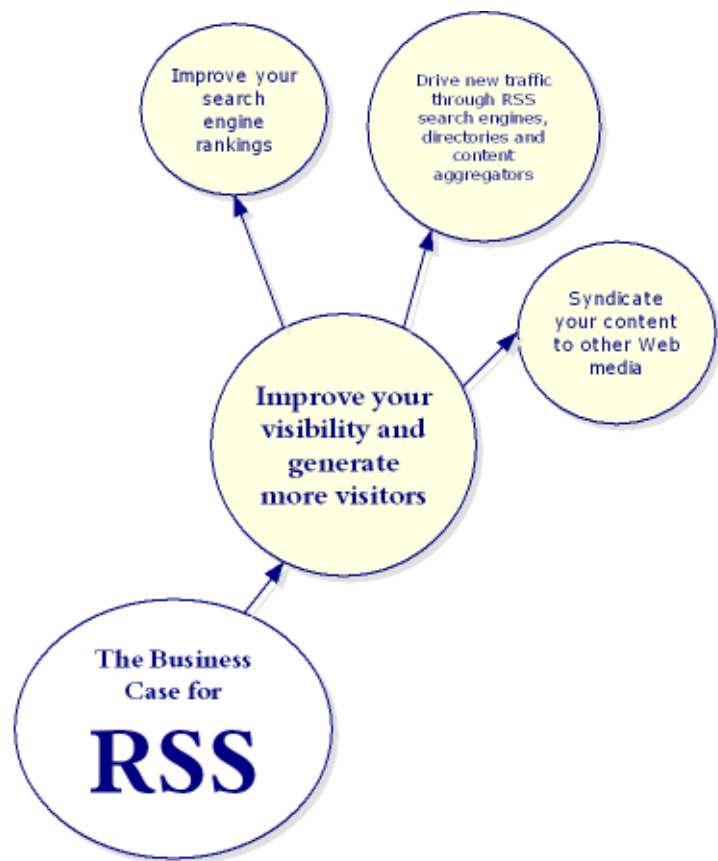 Improve your
search
engine
rankings
Drive new traffic
through RSS
search engines,
directories and
content
aggregators
Syndicate
your content
to other Web
media
Improve your
visibility and
generate
more visitors
The Business
Case for
RSS